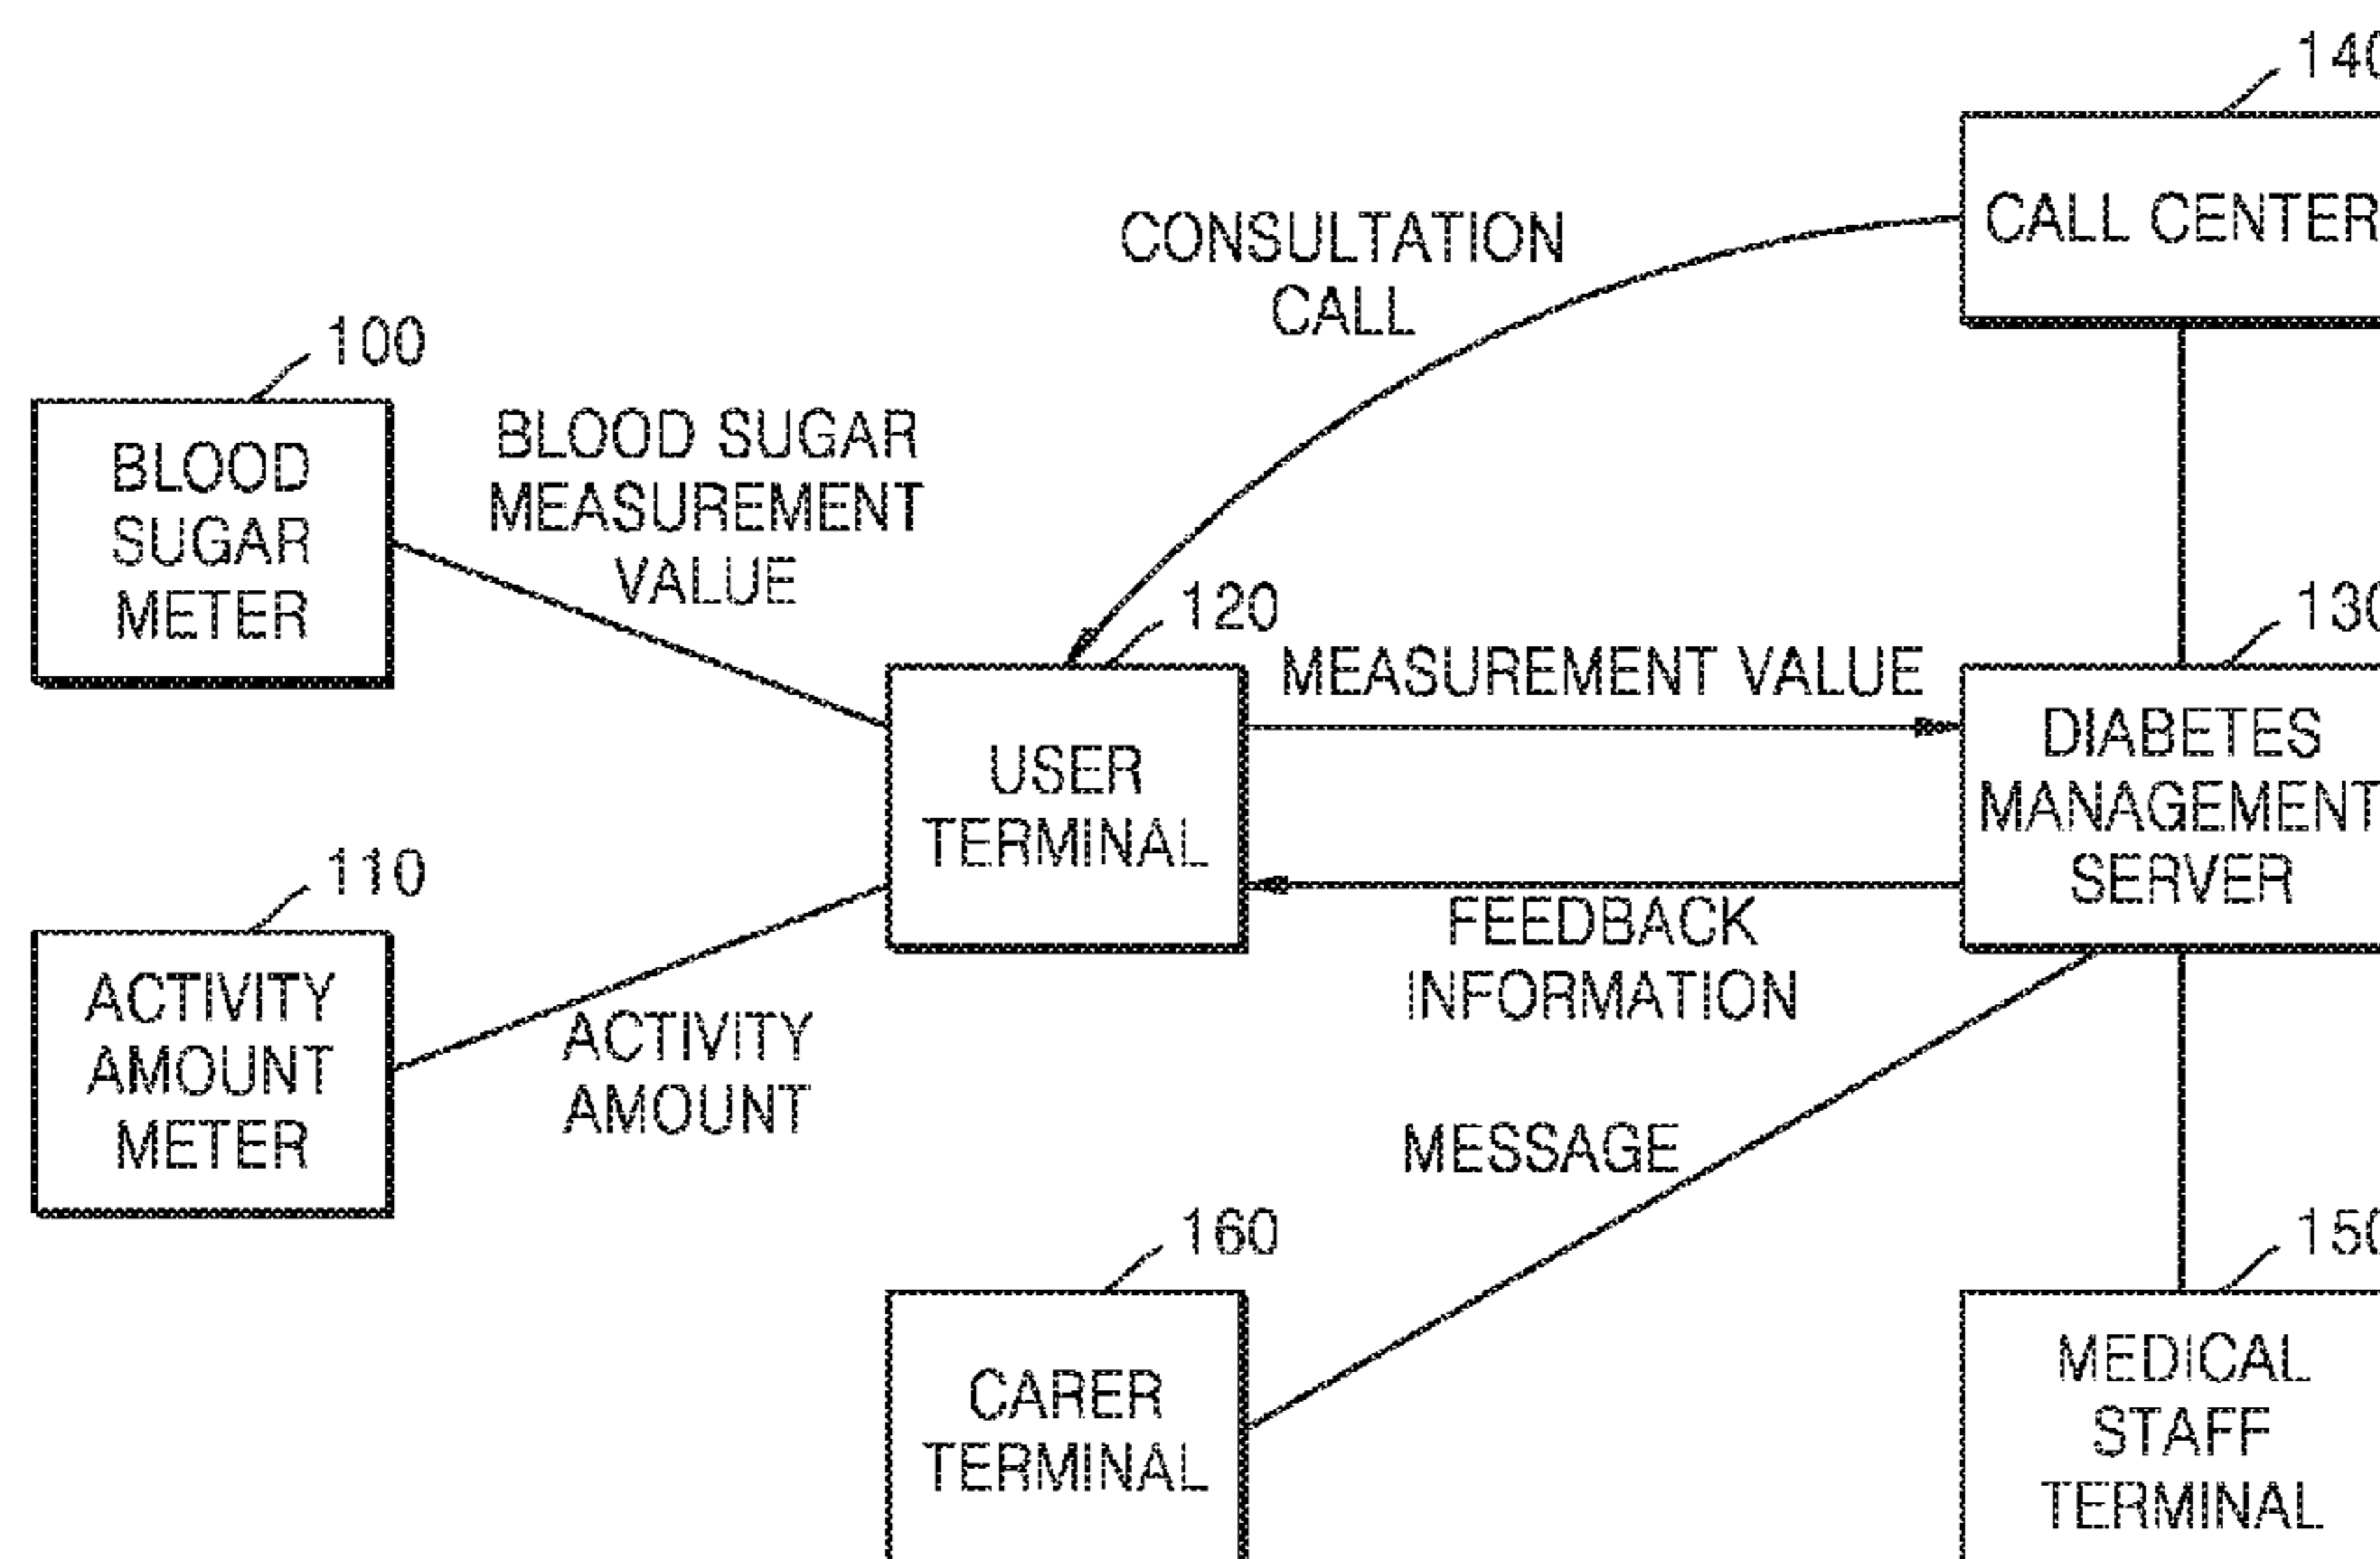 140
CALL CENTER
CONSULTATION
CALL
100
BLOOD
SUGAR
METER
BLOOD SUGAR
MEASUREMENT
VALUE
120
USER
TERMINAL
MEASUREMENT VALUE
130
DIABETES
MANAGEMENT
SERVER
FEEDBACK
INFORMATION
110
ACTIVITY
AMOUNT
METER
ACTIVITY
AMOUNT
MESSAGE
160
CARER
TERMINAL
150
MEDICAL
STAFF
TERMINAL